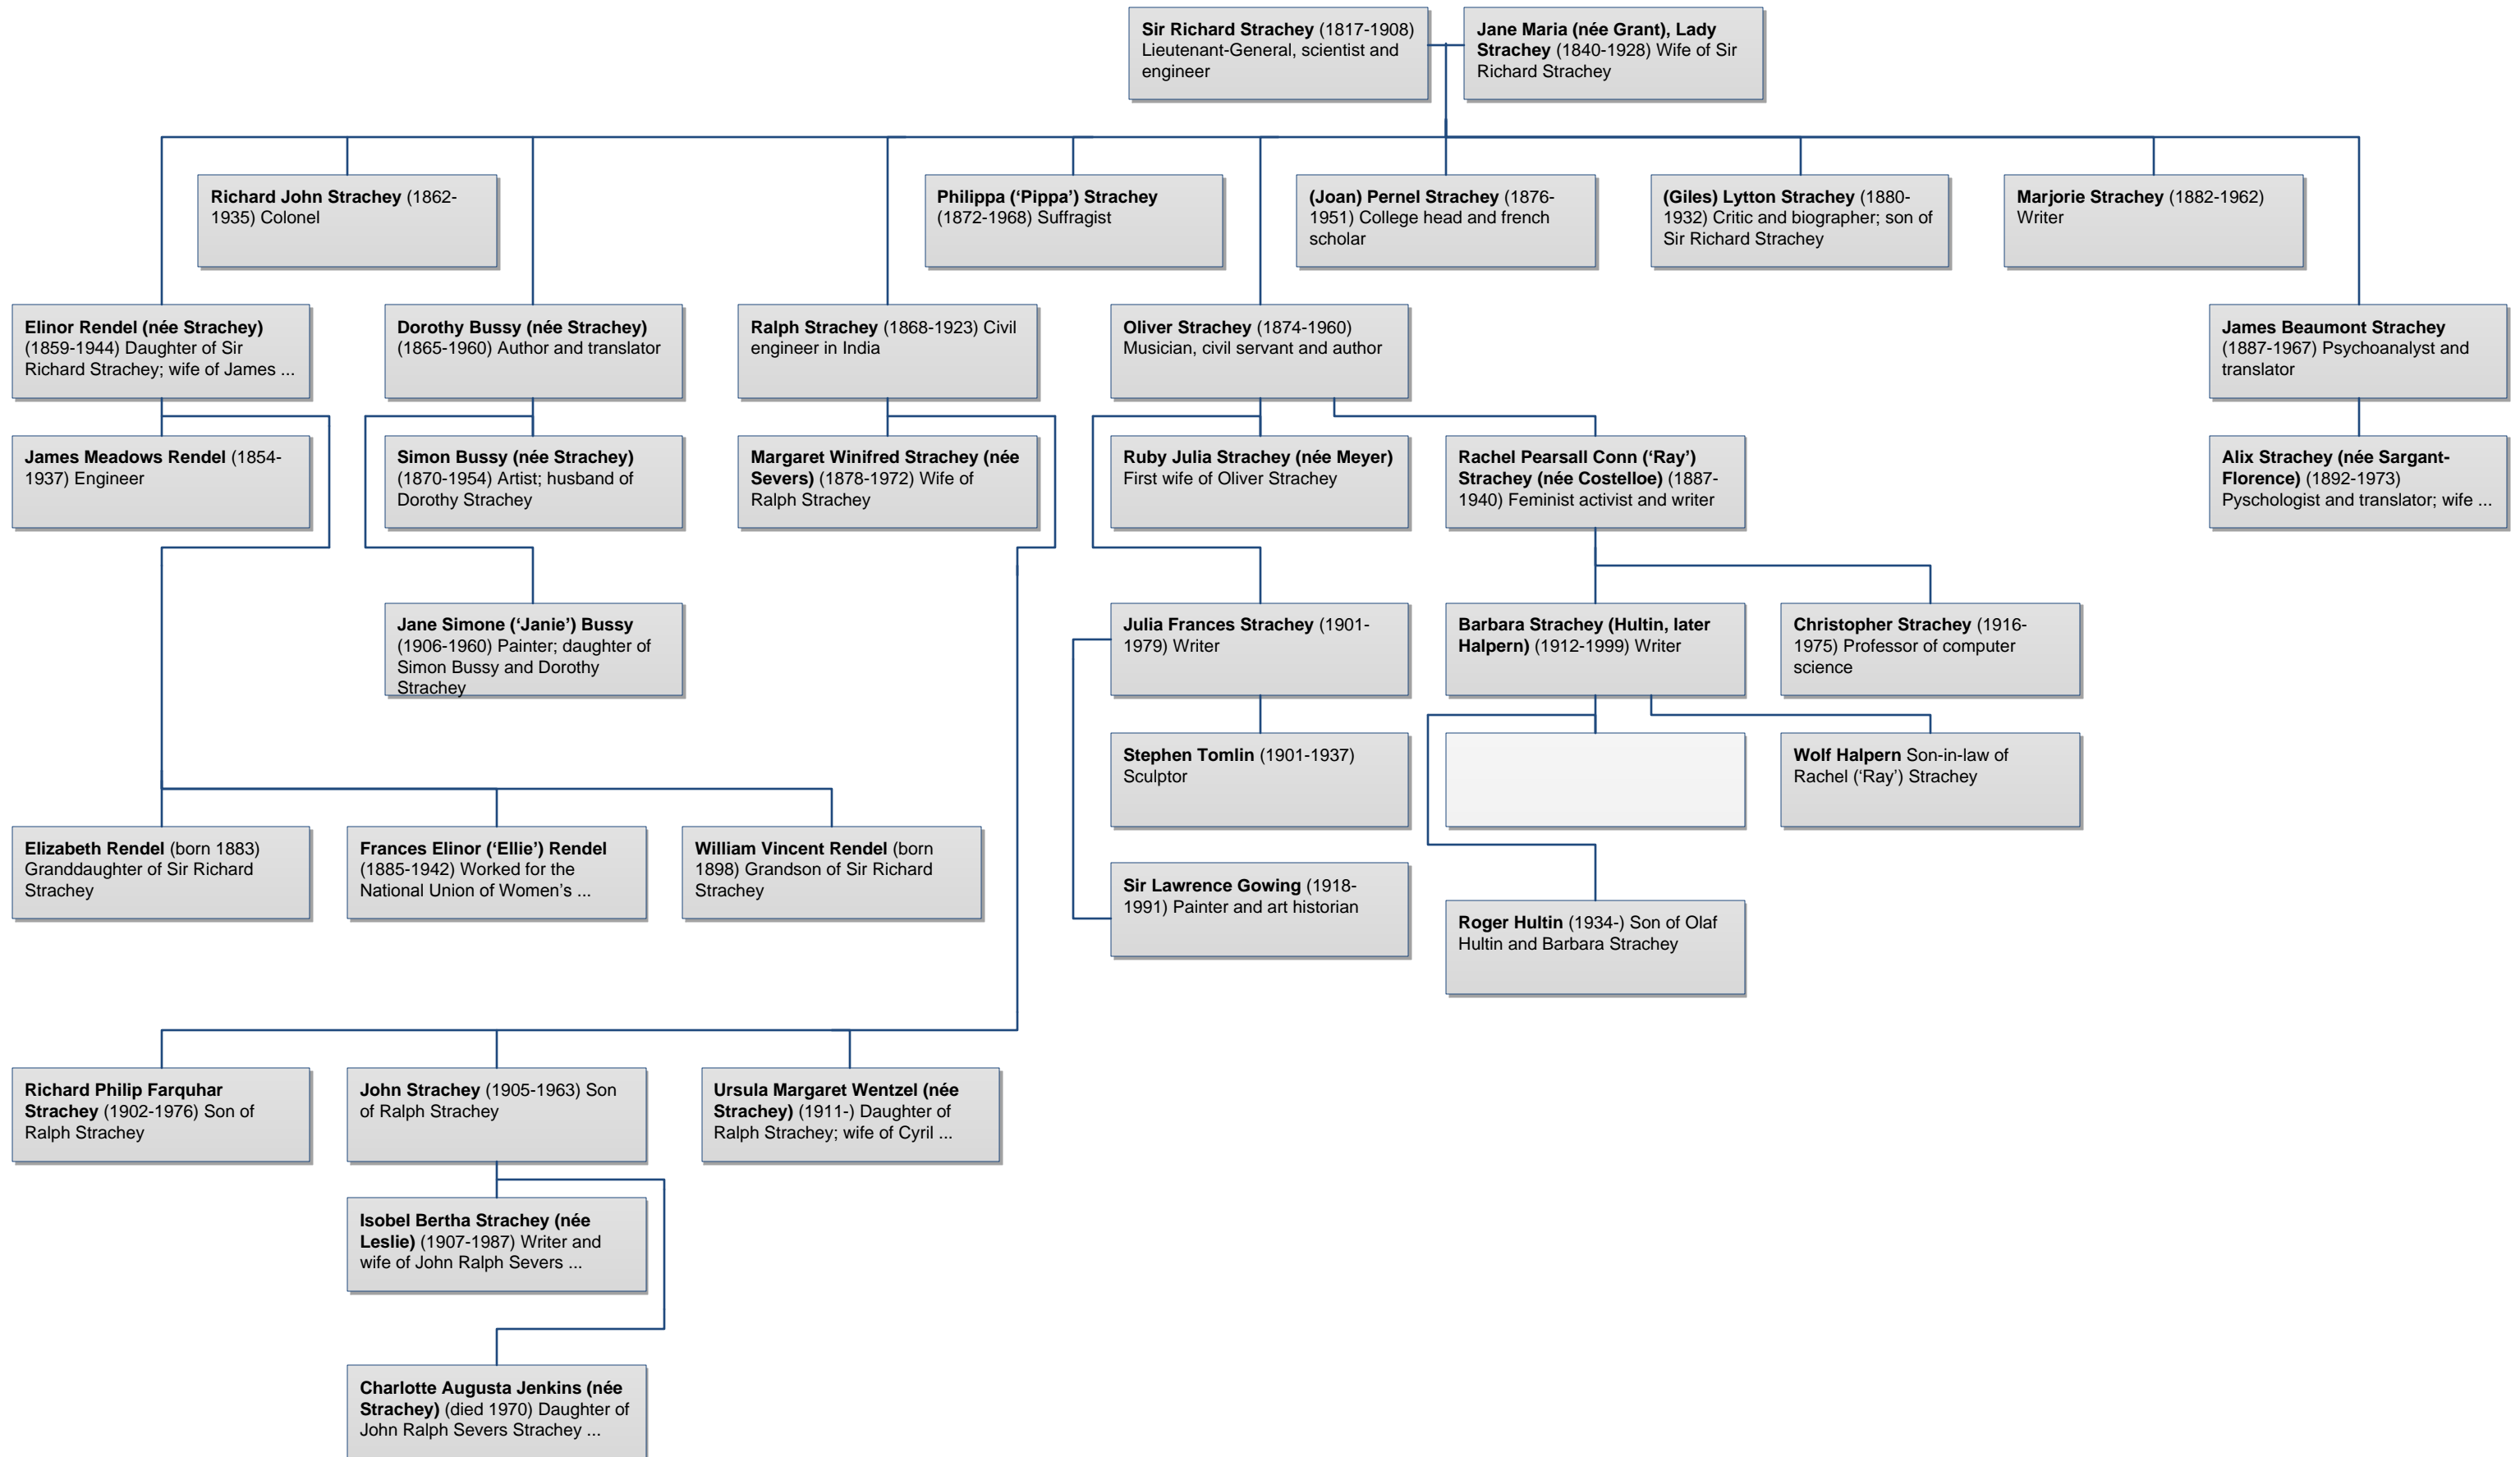 Sir Richard Strachey (1817-1908)
Lieutenant-General, scientist and
engineer
Jane Maria (née Grant), Lady
Strachey (1840-1928) Wife of Sir
Richard Strachey
Richard John Strachey (1862-
1935) Colonel
Philippa (‘Pippa’) Strachey
(1872-1968) Suffragist
(Joan) Pernel Strachey (1876-
1951) College head and french
scholar
(Giles) Lytton Strachey (1880-
1932) Critic and biographer; son of
Sir Richard Strachey
Marjorie Strachey (1882-1962)
Writer
Elinor Rendel (née Strachey)
(1859-1944) Daughter of Sir
Richard Strachey; wife of James ...
Dorothy Bussy (née Strachey)
(1865-1960) Author and translator
Ralph Strachey (1868-1923) Civil
engineer in India
Oliver Strachey (1874-1960)
Musician, civil servant and author
James Beaumont Strachey
(1887-1967) Psychoanalyst and
translator
James Meadows Rendel (1854-
1937) Engineer
Simon Bussy (née Strachey)
(1870-1954) Artist; husband of
Dorothy Strachey
Margaret Winifred Strachey (née
Severs) (1878-1972) Wife of
Ralph Strachey
Ruby Julia Strachey (née Meyer)
First wife of Oliver Strachey
Rachel Pearsall Conn (‘Ray’)
Strachey (née Costelloe) (1887-
1940) Feminist activist and writer
Alix Strachey (née Sargant-
Florence) (1892-1973)
Pyschologist and translator; wife ...
Jane Simone (‘Janie’) Bussy
(1906-1960) Painter; daughter of
Simon Bussy and Dorothy
Strachey
Julia Frances Strachey (1901-
1979) Writer
Barbara Strachey (Hultin, later
Halpern) (1912-1999) Writer
Christopher Strachey (1916-
1975) Professor of computer
science
Stephen Tomlin (1901-1937)
Sculptor
Wolf Halpern Son-in-law of
Rachel (‘Ray’) Strachey
Elizabeth Rendel (born 1883)
Granddaughter of Sir Richard
Strachey
Frances Elinor (‘Ellie’) Rendel
(1885-1942) Worked for the
National Union of Women’s ...
William Vincent Rendel (born
1898) Grandson of Sir Richard
Strachey
Sir Lawrence Gowing (1918-
1991) Painter and art historian
Roger Hultin (1934-) Son of Olaf
Hultin and Barbara Strachey
Richard Philip Farquhar
Strachey (1902-1976) Son of
Ralph Strachey
John Strachey (1905-1963) Son
of Ralph Strachey
Ursula Margaret Wentzel (née
Strachey) (1911-) Daughter of
Ralph Strachey; wife of Cyril ...
Isobel Bertha Strachey (née
Leslie) (1907-1987) Writer and
wife of John Ralph Severs ...
Charlotte Augusta Jenkins (née
Strachey) (died 1970) Daughter of
John Ralph Severs Strachey ...